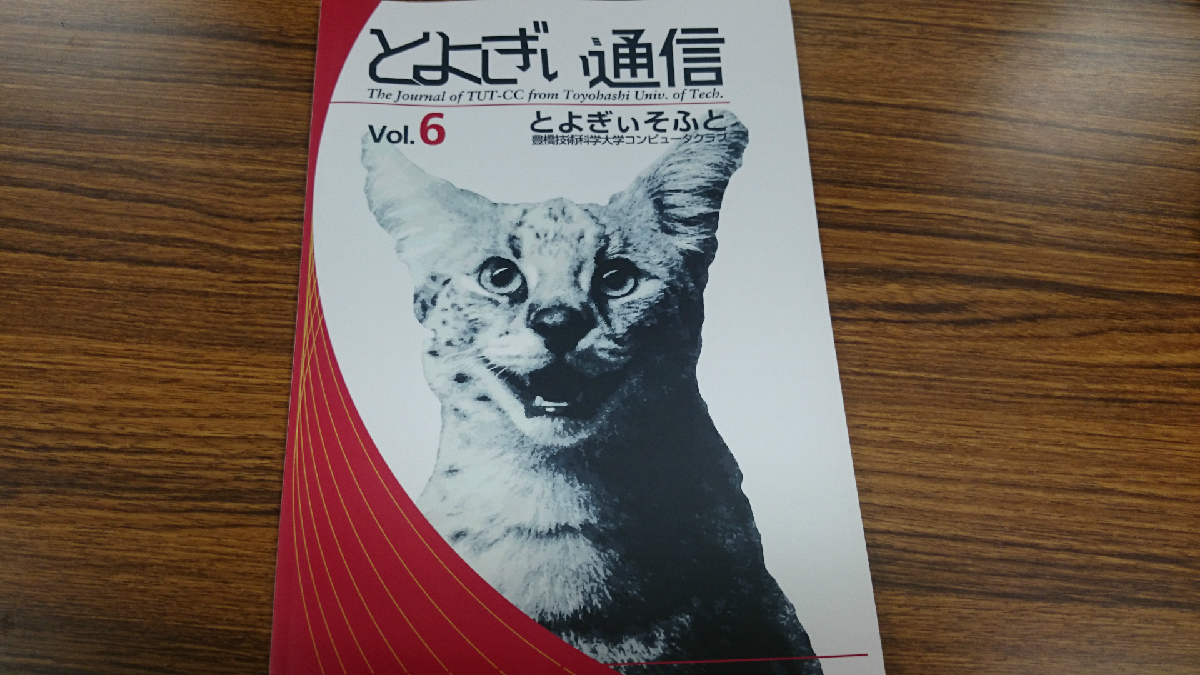 とよぎぃ通信
The Journal of TUT-CC from Toyohashi Univ. of Tech.
Vol. 6
とよぎぃそふと
豊橋技術科学大学コンピュータクラブ